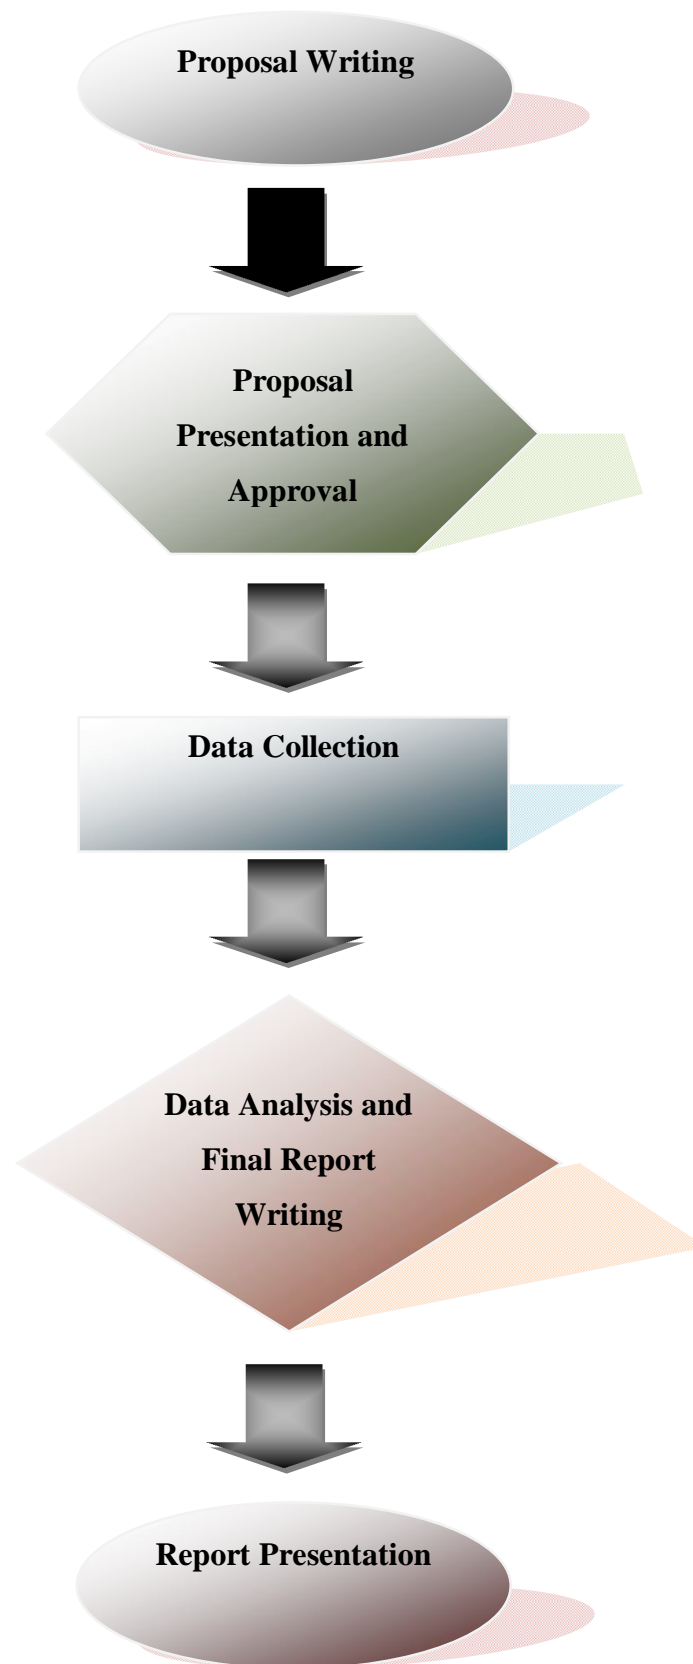 Proposal Writing
Proposal
Presentation and
Approval
Data Collection
Data Analysis and
Final Report
Writing
Report Presentation